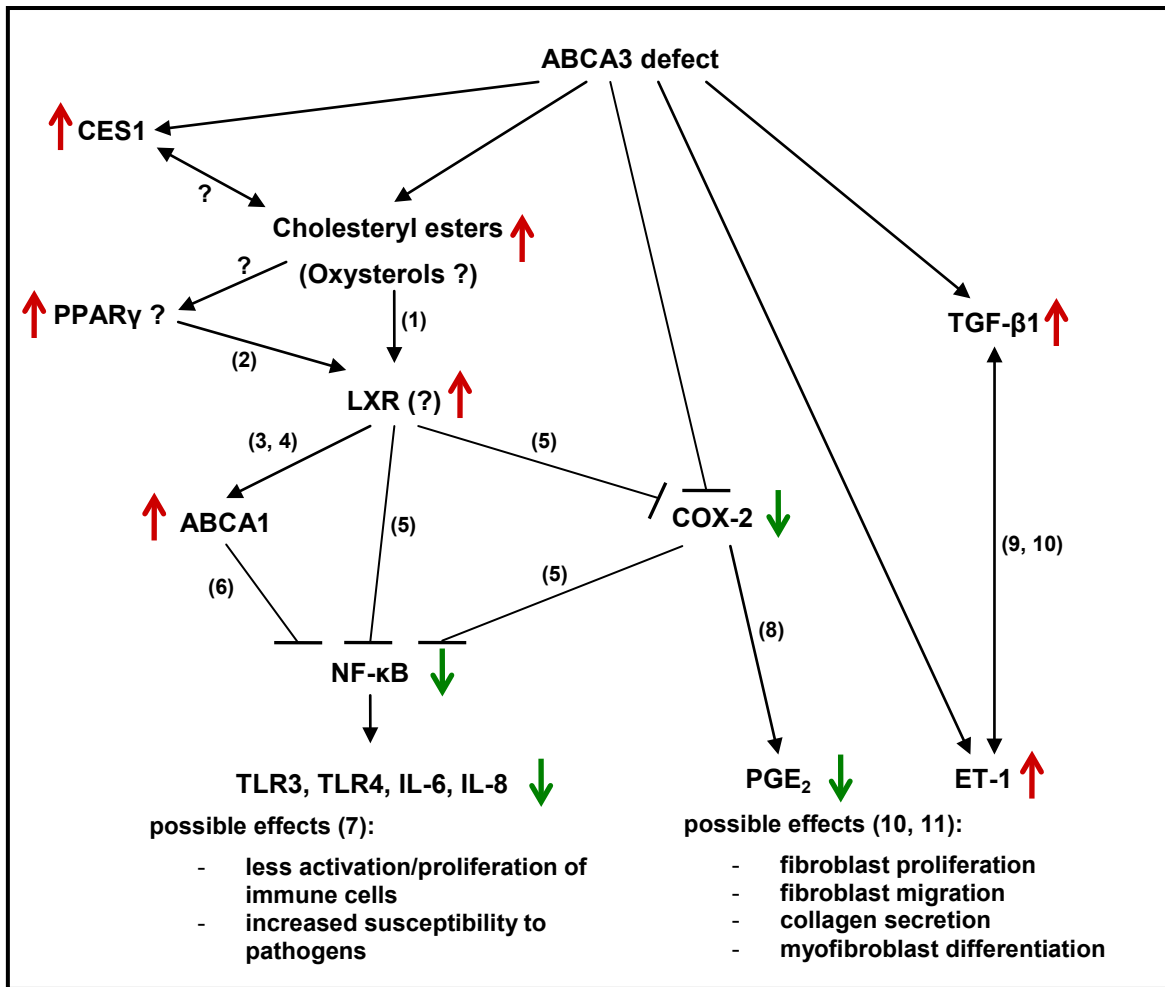 ABCA3 defect
CES1
?
Cholesteryl esters
(Oxysterols ?)
?
PPARγ ?
(1)
TGF-β1
(2)
LXR (?)
(3, 4)
(5)
ABCA1
(5)
COX-2
(9, 10)
(6)
(5)
(8)
NF-κB
TLR3, TLR4, IL-6, IL-8
PGE₂
ET-1
possible effects (7):
- less activation/proliferation of
immune cells
- increased susceptibility to
pathogens
possible effects (10, 11):
- fibroblast proliferation
- fibroblast migration
- collagen secretion
- myofibroblast differentiation